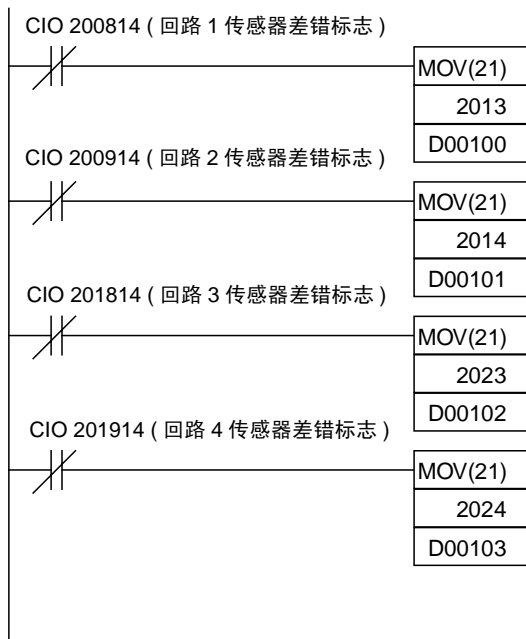 CIO 200814 ( 回路 1 传感器差错标志 )
MOV(21)
2013
D00100
CIO 200914 ( 回路 2 传感器差错标志 )
MOV(21)
2014
D00101
CIO 201814 ( 回路 3 传感器差错标志 )
MOV(21)
2023
D00102
CIO 201914 ( 回路 4 传感器差错标志 )
MOV(21)
2024
D00103